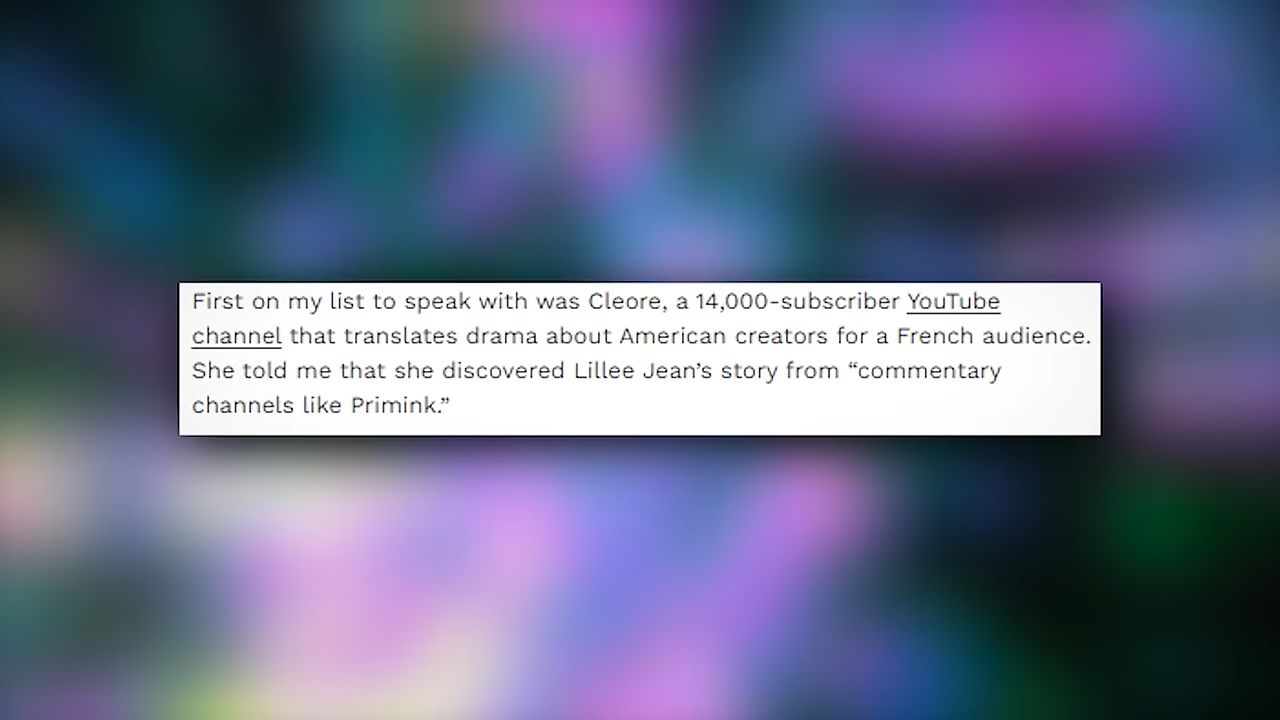 First on my list to speak with was Cleore, a 14,000-subscriber YouTube
channel that translates drama about American creators for a French audience.
She told me that she discovered Lillee Jean’s story from “commentary
channels like Primink.”